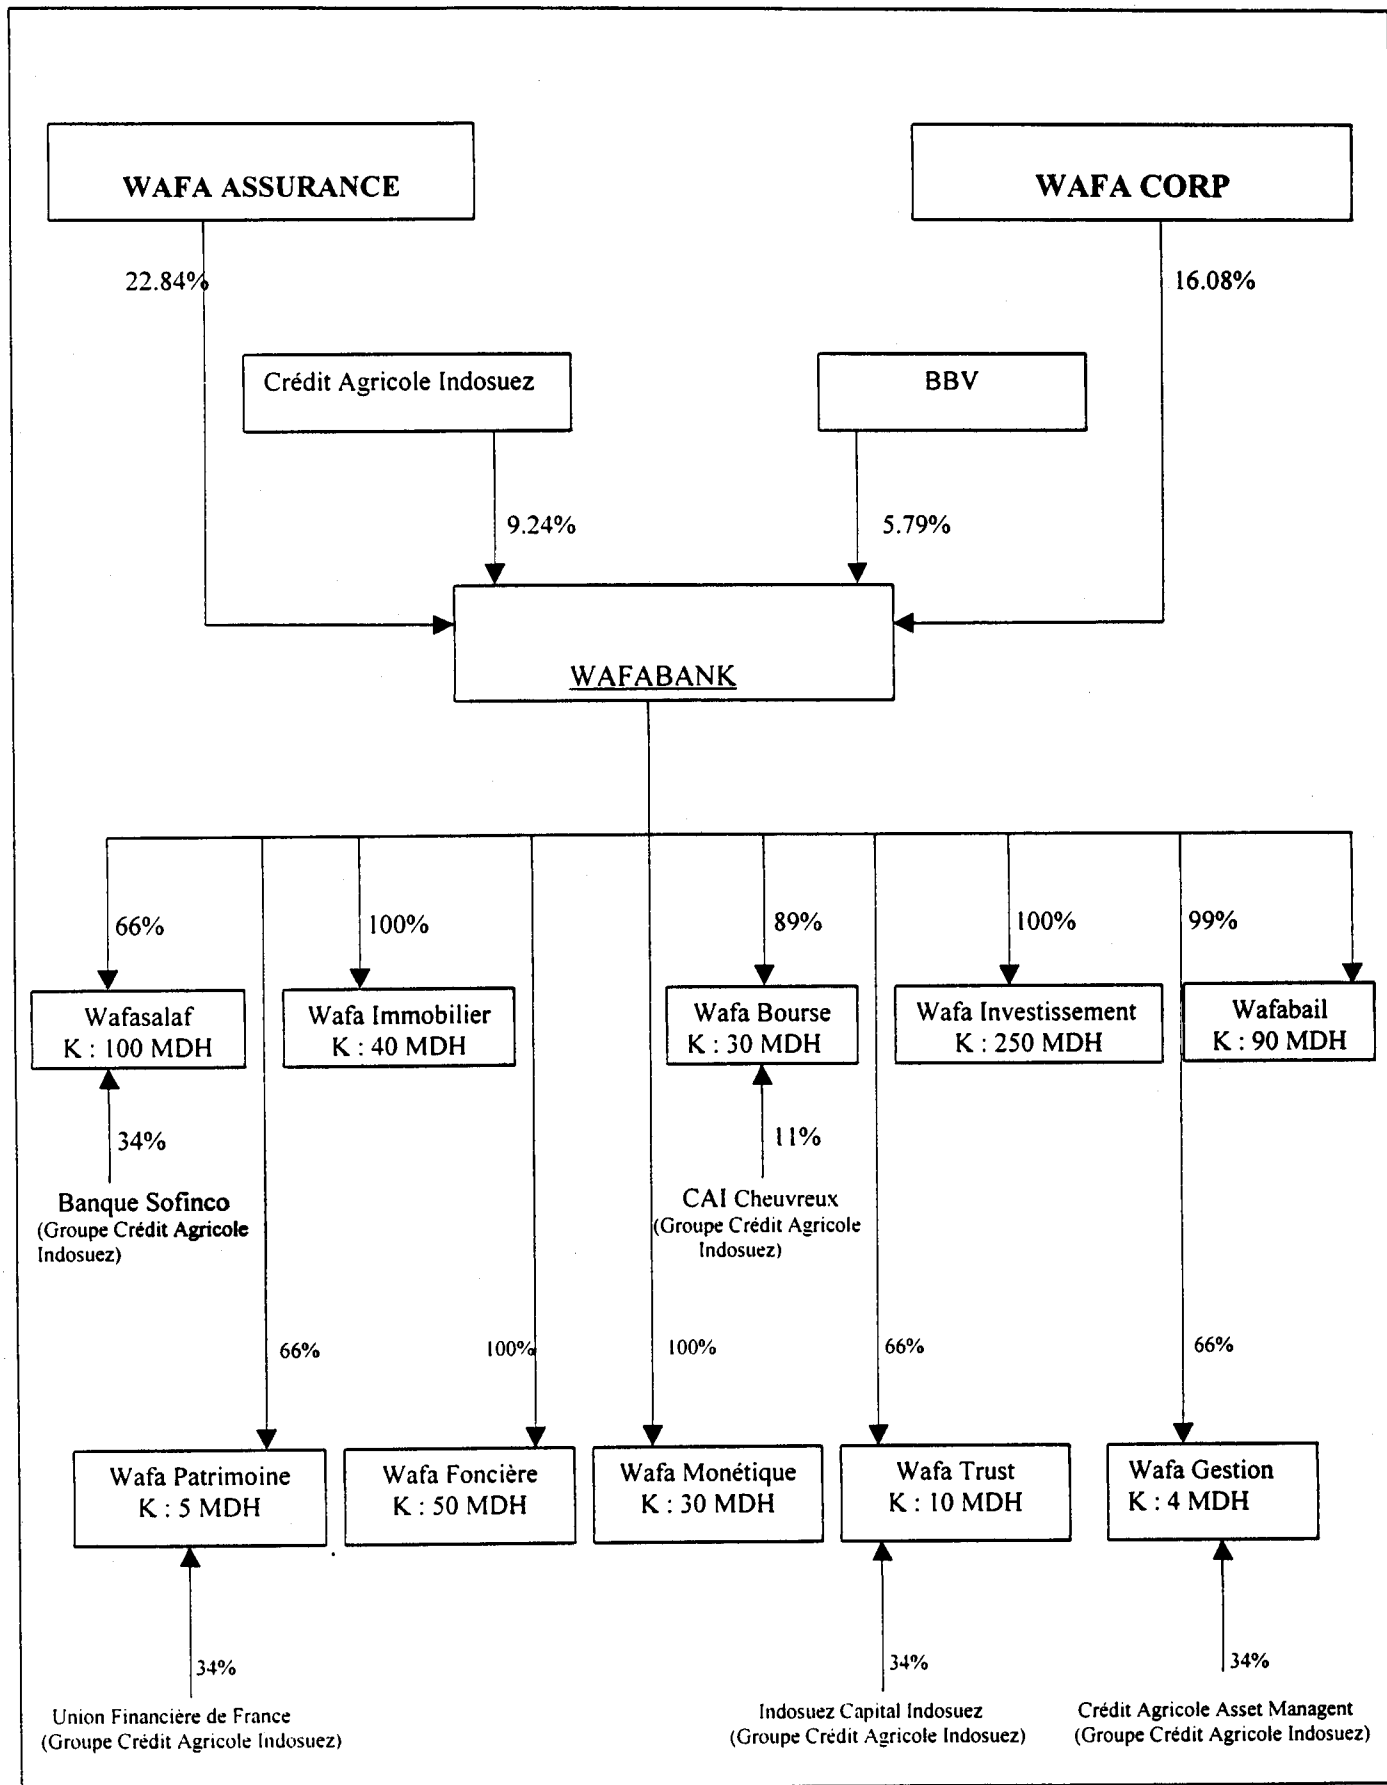 WAFA ASSURANCE
WAFA CORP
22.84%
16.08%
Crédit Agricole Indosuez
BBV
9.24%
5.79%
WAFABANK
66%
100%
89%
100%
99%
Wafasalaf
K : 100 MDH
Wafa Immobilier
K : 40 MDH
Wafa Bourse
K : 30 MDH
Wafa Investissement
K : 250 MDH
Wafabail
K : 90 MDH
34%
11%
Banque Sofinco
(Groupe Crédit Agricole
Indosuez)
CAI Cheuvreux
(Groupe Crédit Agricole
Indosuez)
66%
100%
100%
66%
66%
Wafa Patrimoine
K : 5 MDH
Wafa Foncière
K : 50 MDH
Wafa Monétique
K : 30 MDH
Wafa Trust
K : 10 MDH
Wafa Gestion
K : 4 MDH
34%
34%
34%
Union Financière de France
(Groupe Crédit Agricole Indosuez)
Indosuez Capital Indosuez
(Groupe Crédit Agricole Indosuez)
Crédit Agricole Asset Managent
(Groupe Crédit Agricole Indosuez)